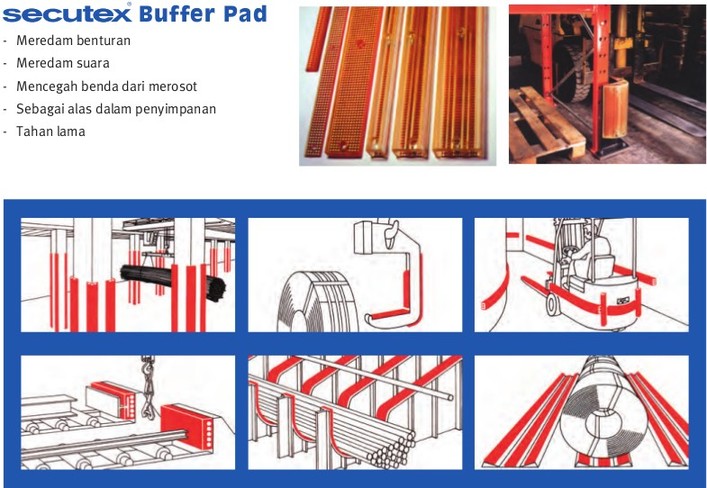 secutex® Buffer Pad
- Meredam benturan
- Meredam suara
- Mencegah benda dari merosot
- Sebagai alas dalam penyimpanan
- Tahan lama